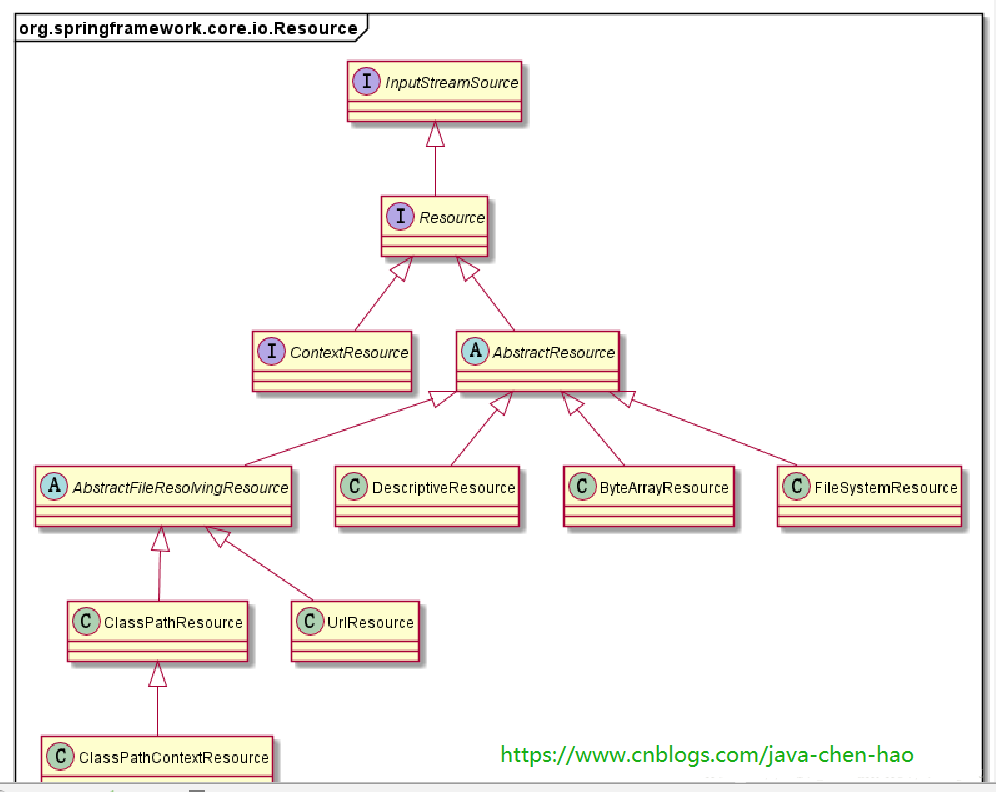 org.springframework.core.io.Resource
I InputStreamSource
I Resource
I ContextResource
A AbstractResource
A AbstractFileResolvingResource
C DescriptiveResource
C ByteArrayResource
C FileSystemResource
C ClassPathResource
C UrlResource
C ClassPathContextResource
https://www.cnblogs.com/java-chen-hao